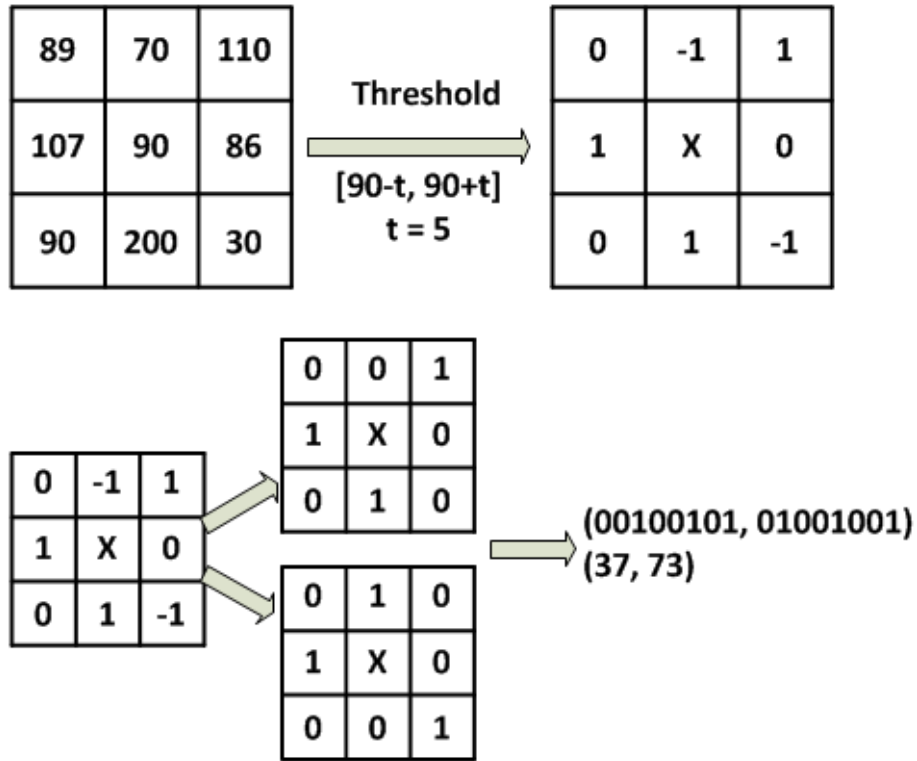 89 70 110
107 90 86
90 200 30
Threshold
[90-t, 90+t]
t = 5
0 -1 1
1 X 0
0 1 -1
0 -1 1
1 X 0
0 1 -1
0 0 1
1 X 0
0 1 0
0 1 0
1 X 0
0 0 1
(00100101, 01001001)
(37, 73)